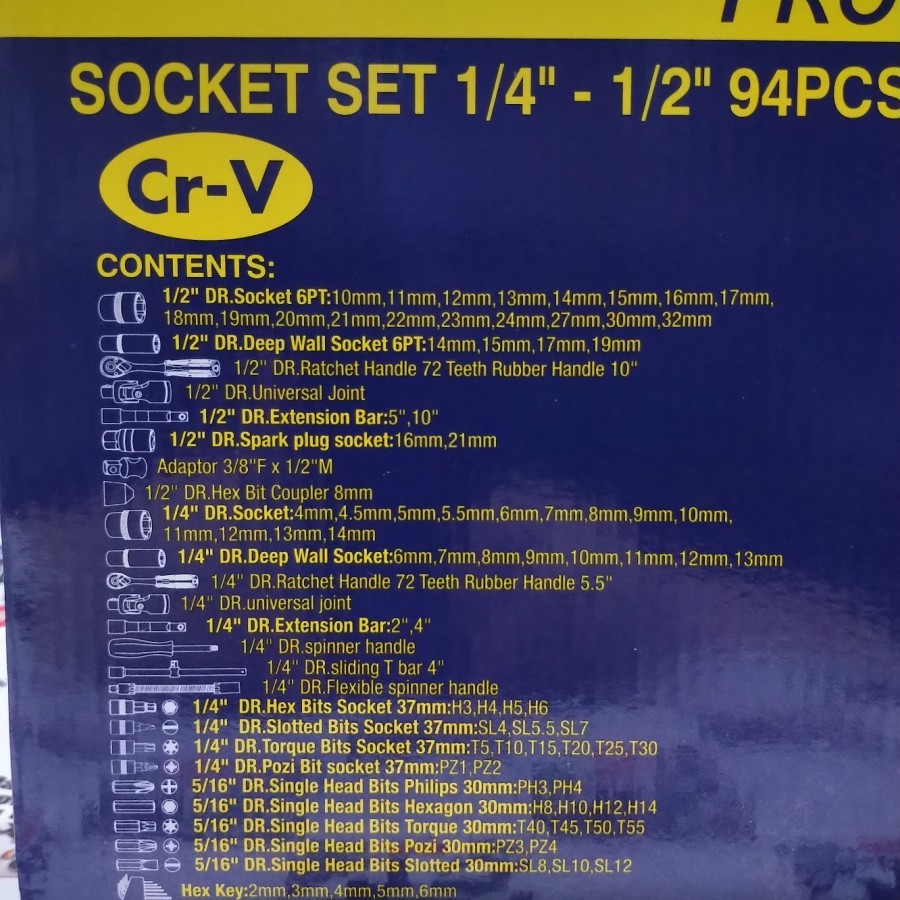 PRO
SOCKET SET 1/4" - 1/2" 94PCS
Cr-V
CONTENTS:
1/2" DR.Socket 6PT:10mm,11mm,12mm,13mm,14mm,15mm,16mm,17mm,
18mm,19mm,20mm,21mm,22mm,23mm,24mm,27mm,30mm,32mm
1/2" DR.Deep Wall Socket 6PT:14mm,15mm,17mm,19mm
1/2" DR.Ratchet Handle 72 Teeth Rubber Handle 10"
1/2" DR.Universal Joint
1/2" DR.Extension Bar:5",10"
1/2" DR.Spark plug socket:16mm,21mm
Adaptor 3/8"F x 1/2"M
1/2" DR.Hex Bit Coupler 8mm
1/4" DR.Socket:4mm,4.5mm,5mm,5.5mm,6mm,7mm,8mm,9mm,10mm,
11mm,12mm,13mm,14mm
1/4" DR.Deep Wall Socket:6mm,7mm,8mm,9mm,10mm,11mm,12mm,13mm
1/4" DR.Ratchet Handle 72 Teeth Rubber Handle 5.5"
1/4" DR.universal joint
1/4" DR.Extension Bar:2",4"
1/4" DR.spinner handle
1/4" DR.sliding T bar 4"
1/4" DR.Flexible spinner handle
1/4" DR.Hex Bits Socket 37mm:H3,H4,H5,H6
1/4" DR.Slotted Bits Socket 37mm:SL4,SL5.5,SL7
1/4" DR.Torque Bits Socket 37mm:T5,T10,T15,T20,T25,T30
1/4" DR.Pozi Bit socket 37mm:PZ1,PZ2
5/16" DR.Single Head Bits Philips 30mm:PH3,PH4
5/16" DR.Single Head Bits Hexagon 30mm:H8,H10,H12,H14
5/16" DR.Single Head Bits Torque 30mm:T40,T45,T50,T55
5/16" DR.Single Head Bits Pozi 30mm:PZ3,PZ4
5/16" DR.Single Head Bits Slotted 30mm:SL8,SL10,SL12
Hex Key:2mm,3mm,4mm,5mm,6mm